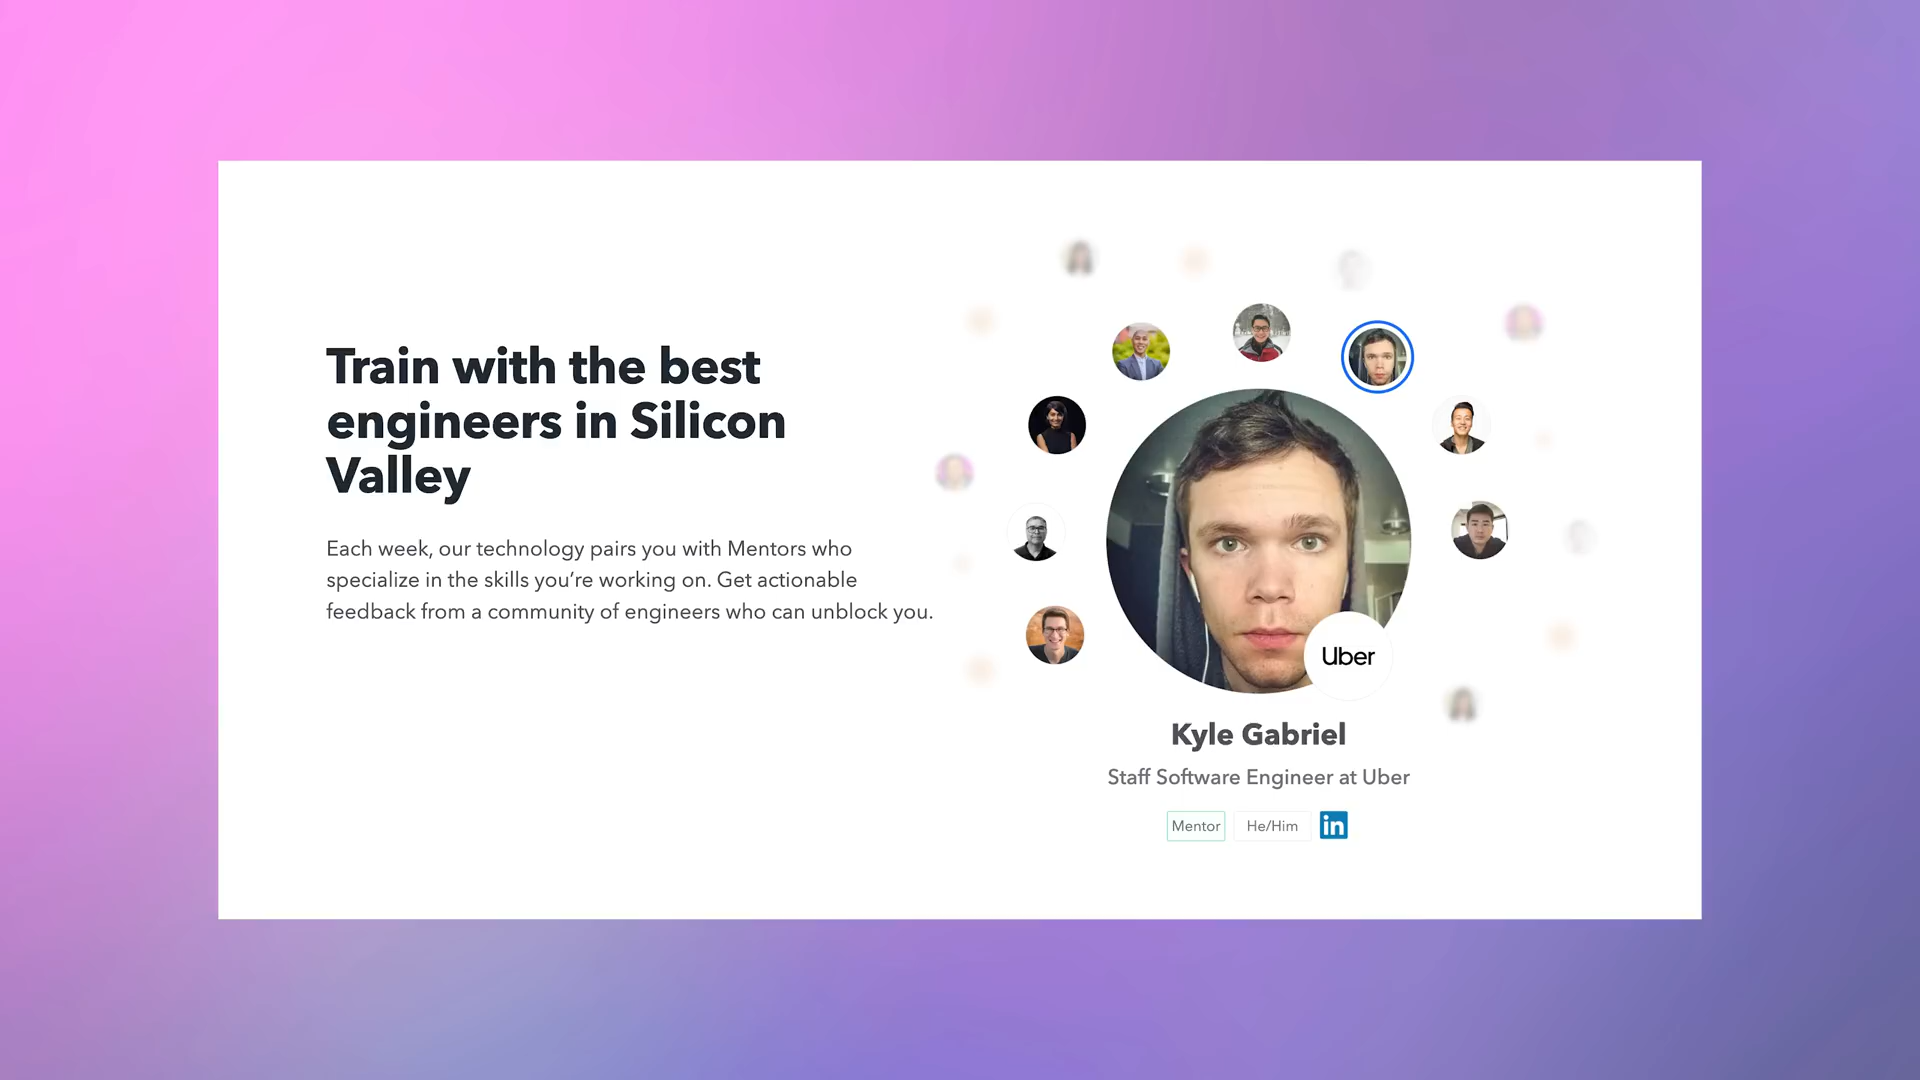 Train with the best
engineers in Silicon
Valley
Each week, our technology pairs you with Mentors who
specialize in the skills you’re working on. Get actionable
feedback from a community of engineers who can unblock you.
Uber
Kyle Gabriel
Staff Software Engineer at Uber
Mentor He/Him in